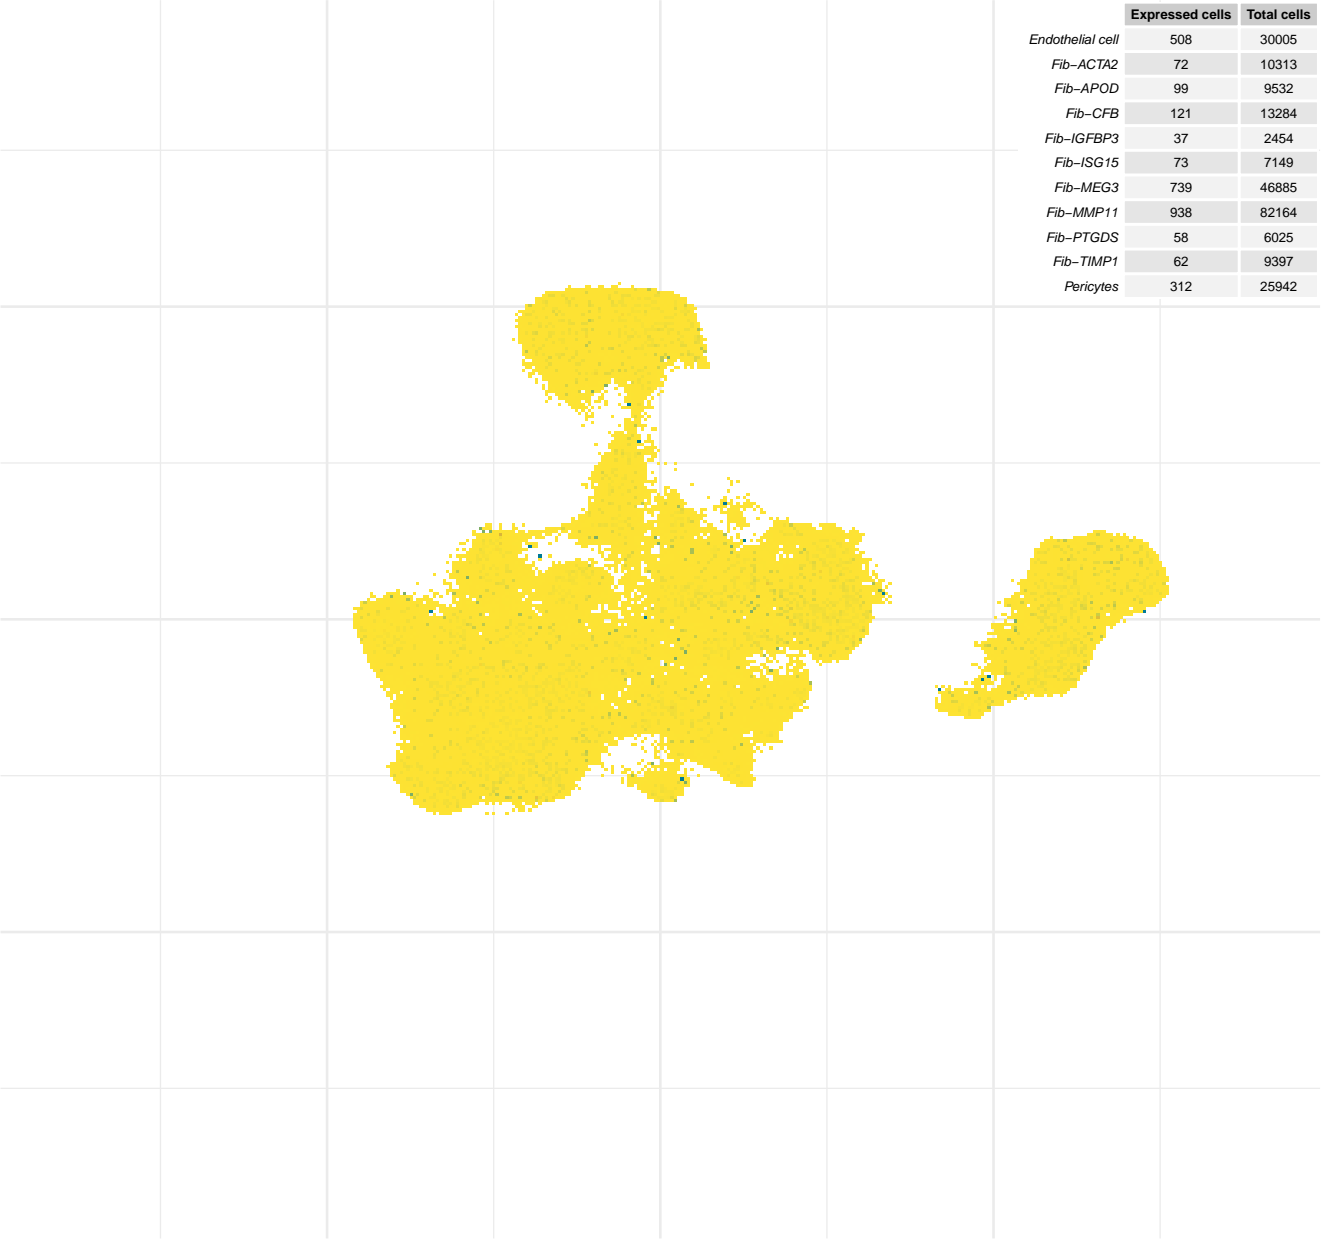 Expressed cells Total cells
Endothelial cell 508 30005
Fib−ACTA2 72 10313
Fib−APOD 99 9532
Fib−CFB 121 13284
Fib−IGFBP3 37 2454
Fib−ISG15 73 7149
Fib−MEG3 739 46885
Fib−MMP11 938 82164
Fib−PTGDS 58 6025
Fib−TIMP1 62 9397
Pericytes 312 25942